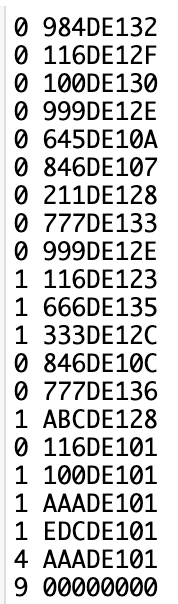 0 984DE132
0 116DE12F
0 100DE130
0 999DE12E
0 645DE10A
0 846DE107
0 211DE128
0 777DE133
0 999DE12E
1 116DE123
1 666DE135
1 333DE12C
0 846DE10C
0 777DE136
1 ABCDE128
0 116DE101
1 100DE101
1 AAADE101
1 EDCDE101
4 AAADE101
9 00000000